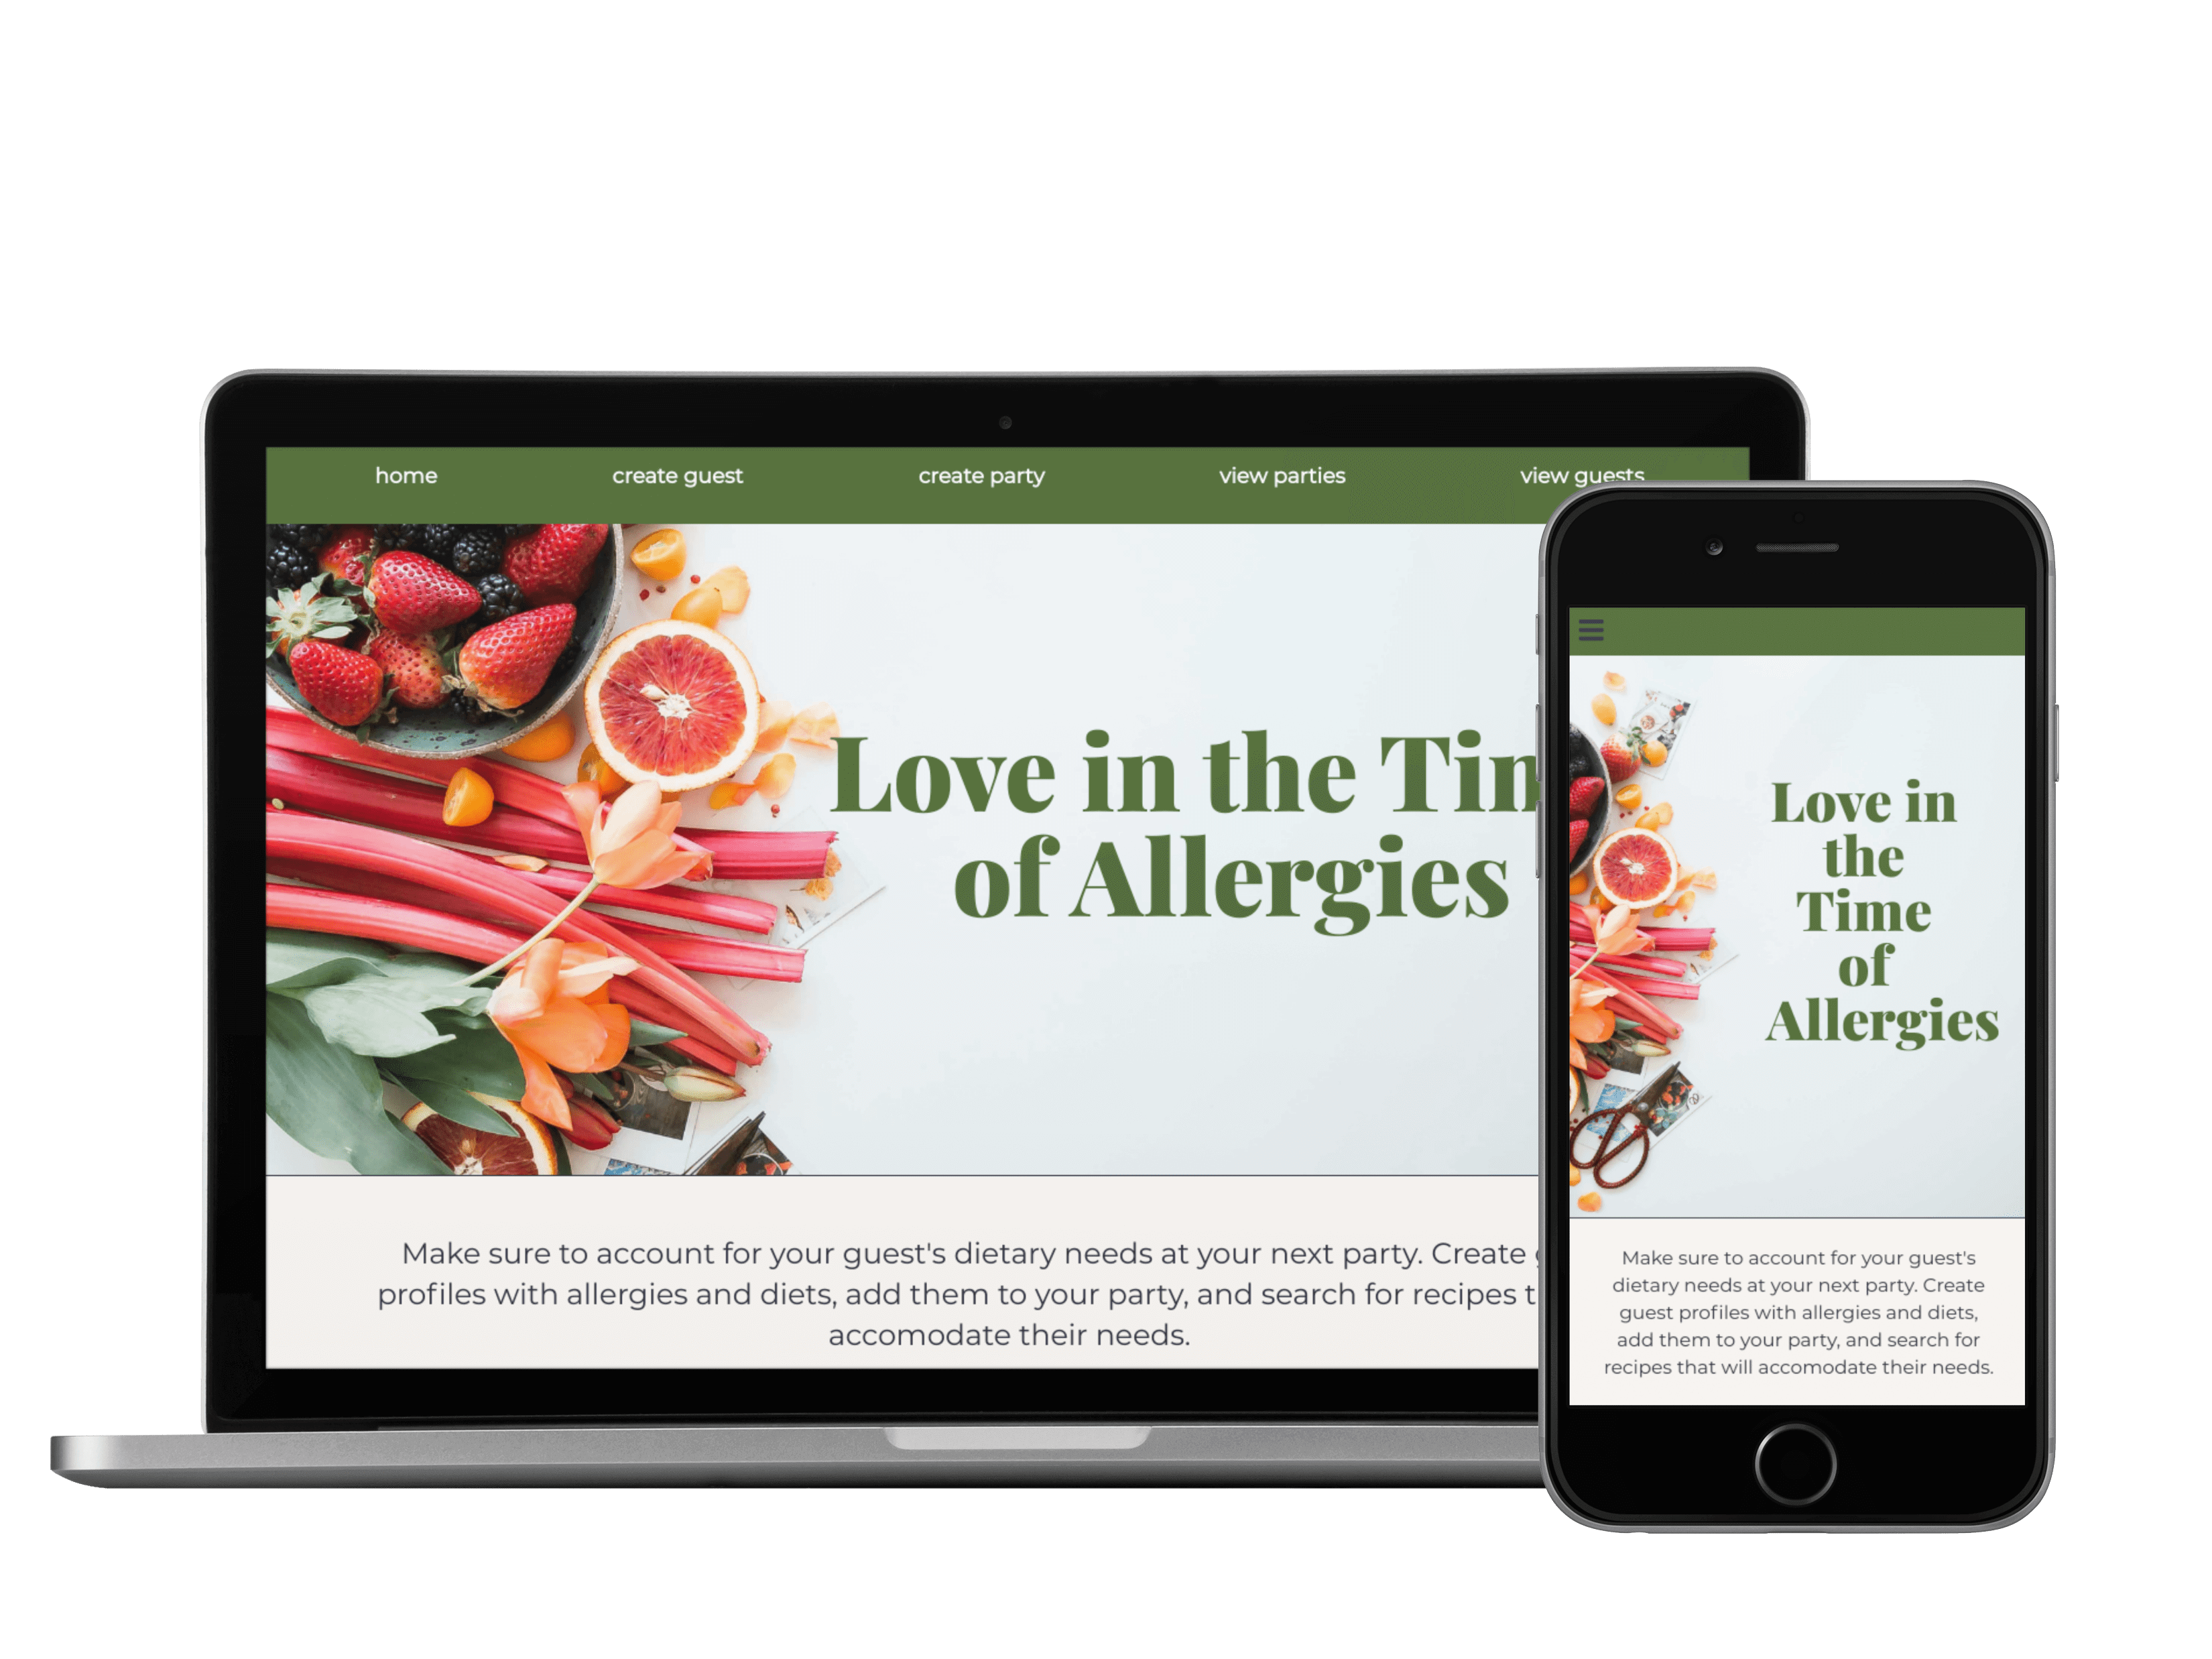 home create guest create party view parties view guests
Love in the Tin
of Allergies
Make sure to account for your guest's dietary needs at your next party. Create
profiles with allergies and diets, add them to your party, and search for recipes
accomodate their needs.
Love in
the
Time
of
Allergies
Make sure to account for your guest's
dietary needs at your next party. Create
guest profiles with allergies and diets,
add them to your party, and search for
recipes that will accomodate their needs.